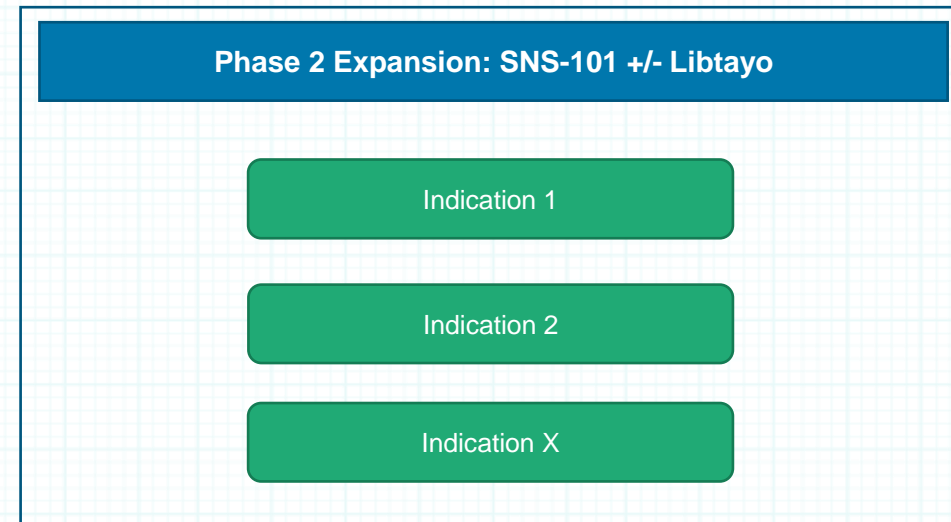 Phase 2 Expansion: SNS-101 +/- Libtayo
Indication 1
Indication 2
Indication X